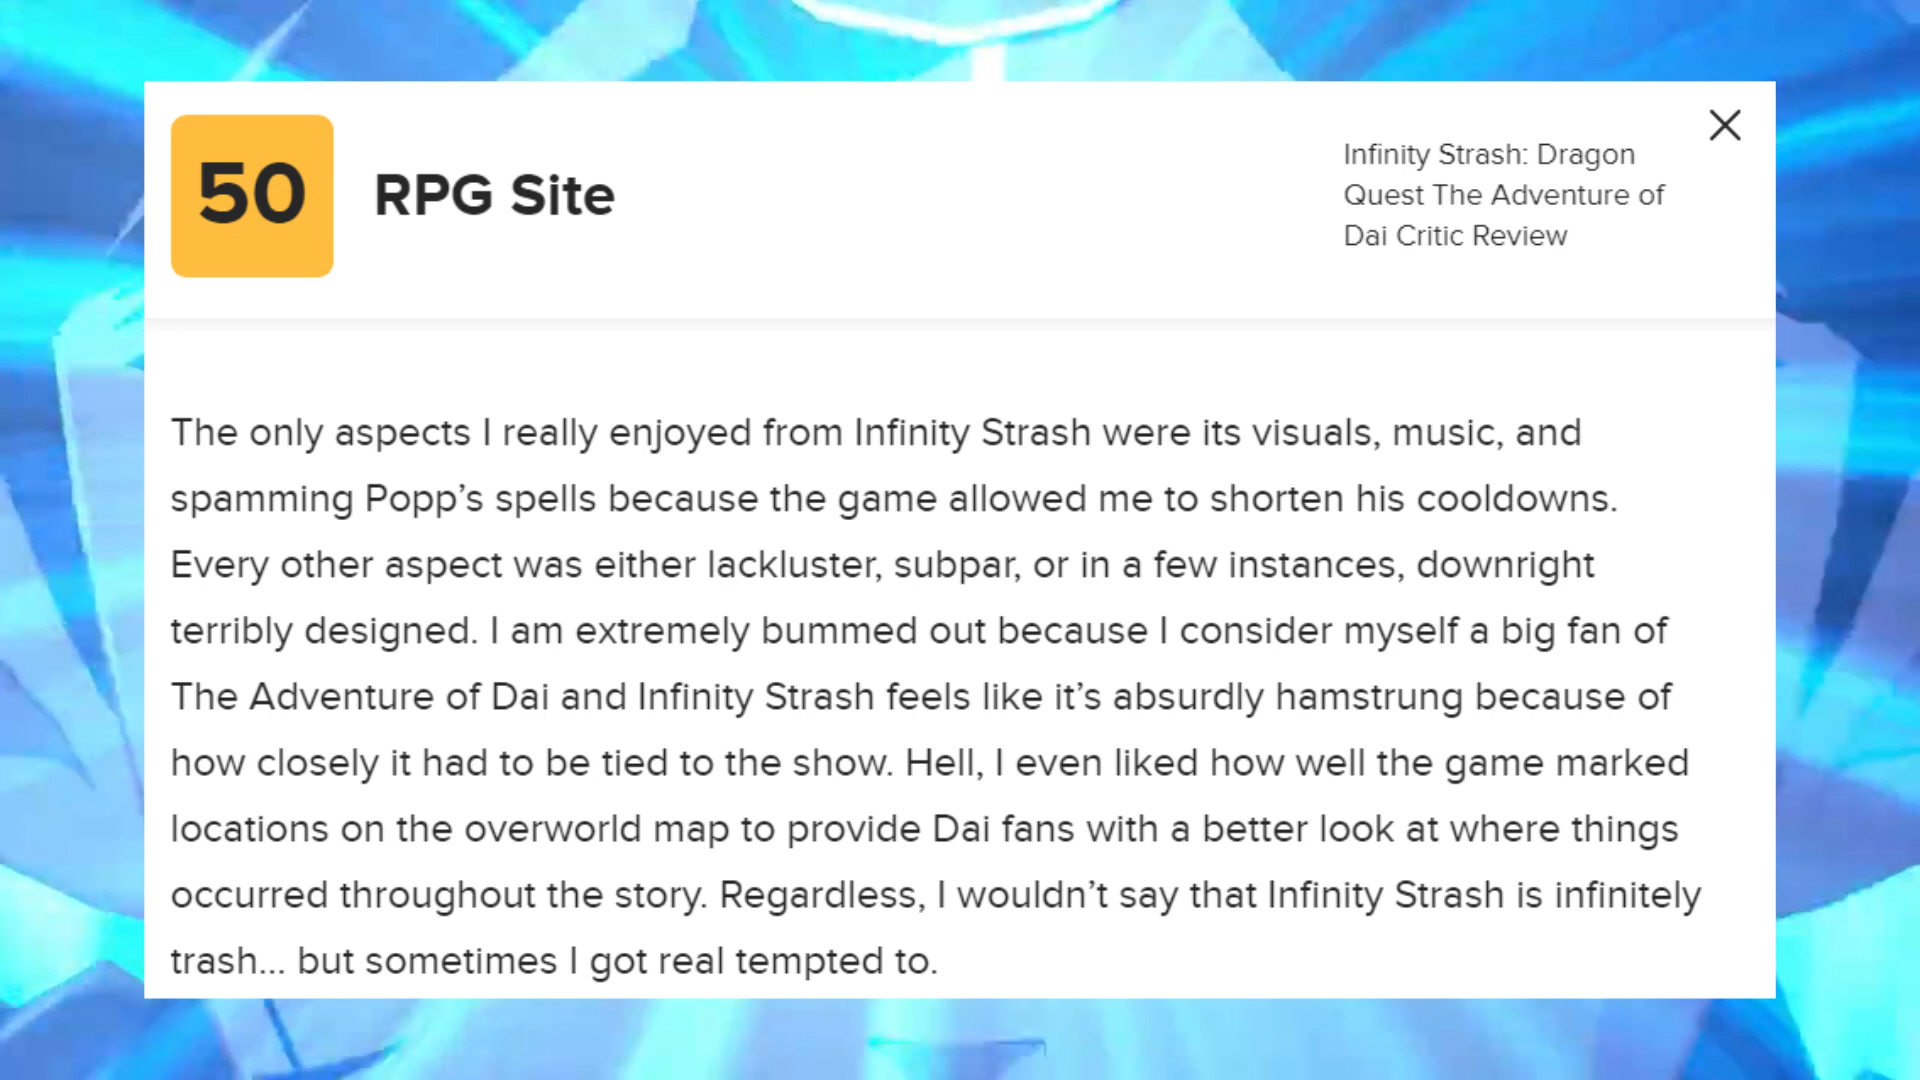 50
RPG Site
Infinity Strash: Dragon
Quest The Adventure of
Dai Critic Review
The only aspects I really enjoyed from Infinity Strash were its visuals, music, and
spamming Popp’s spells because the game allowed me to shorten his cooldowns.
Every other aspect was either lackluster, subpar, or in a few instances, downright
terribly designed. I am extremely bummed out because I consider myself a big fan of
The Adventure of Dai and Infinity Strash feels like it’s absurdly hamstrung because of
how closely it had to be tied to the show. Hell, I even liked how well the game marked
locations on the overworld map to provide Dai fans with a better look at where things
occurred throughout the story. Regardless, I wouldn’t say that Infinity Strash is infinitely
trash... but sometimes I got real tempted to.